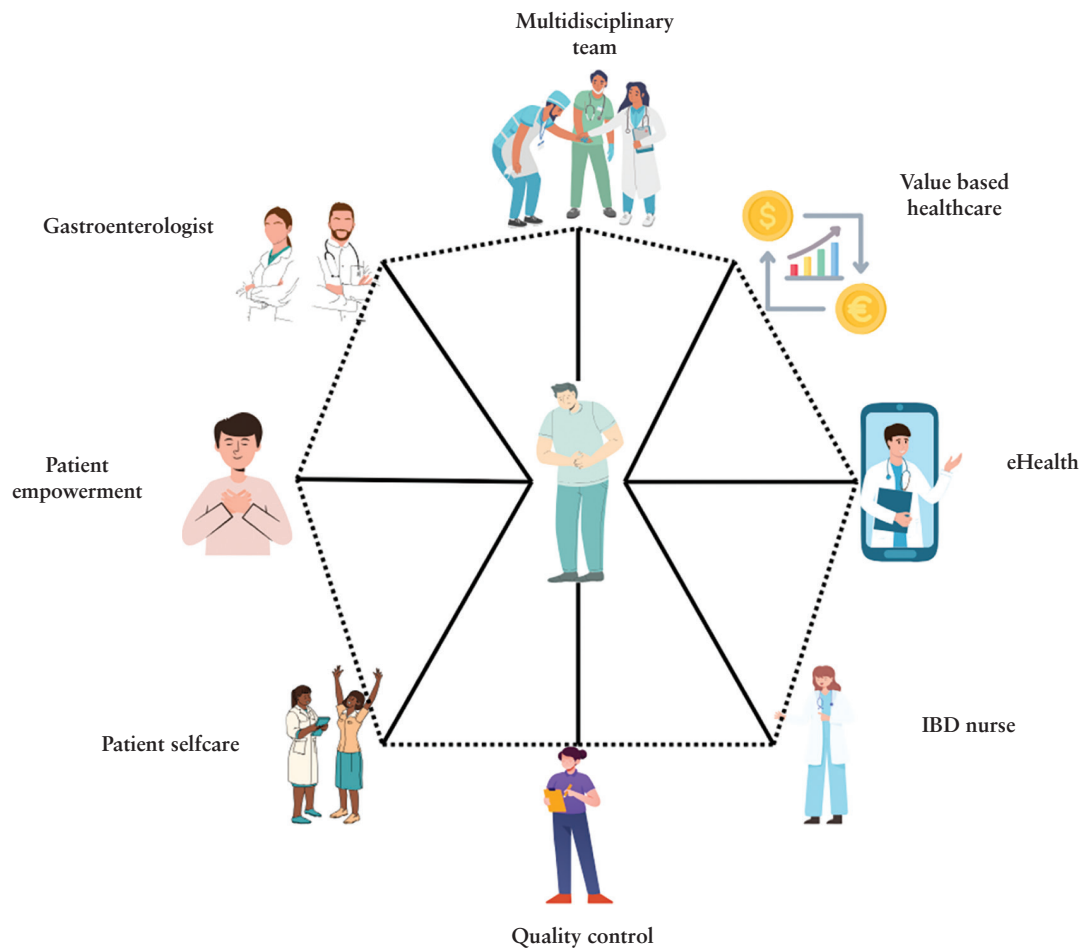 Multidisciplinary
team
Value based
healthcare
Gastroenterologist
$
€
Patient
empowerment
eHealth
Patient selfcare
IBD nurse
Quality control